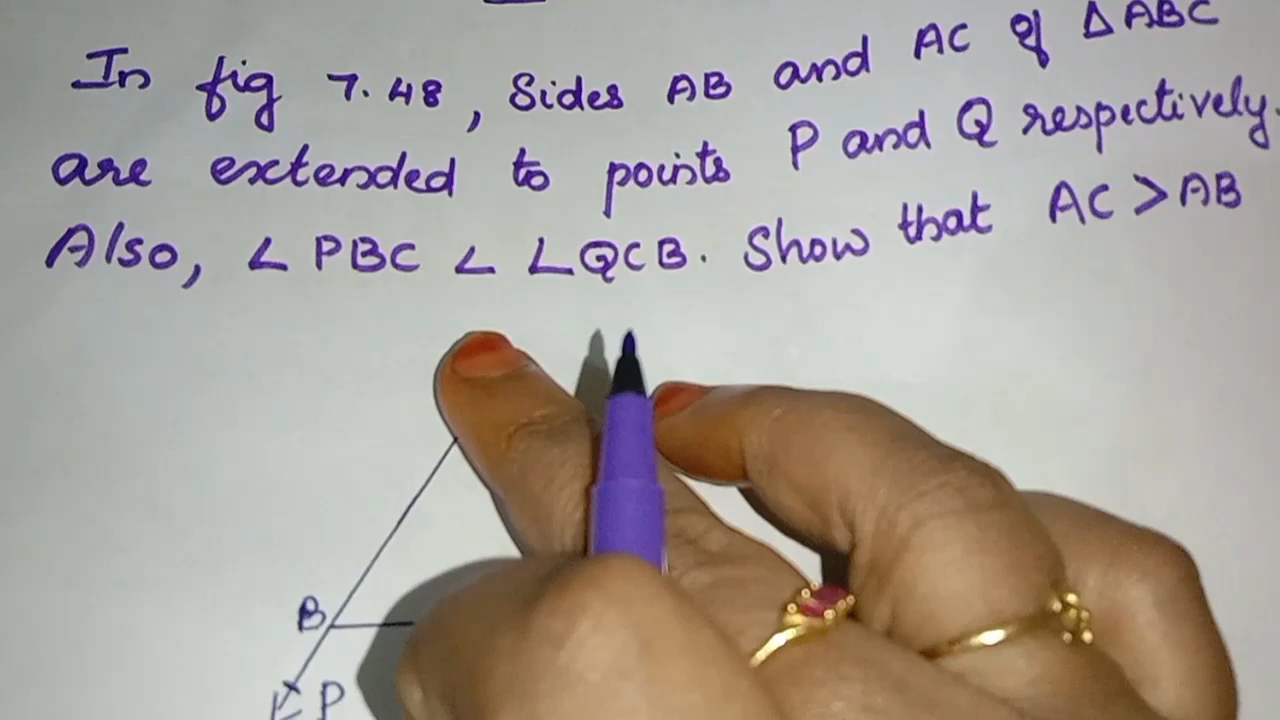 In fig 7.48, Sides AB and AC of ΔABC
are extended to points P and Q respectively.
Also, ∠PBC < ∠QCB. Show that AC > AB
B
P